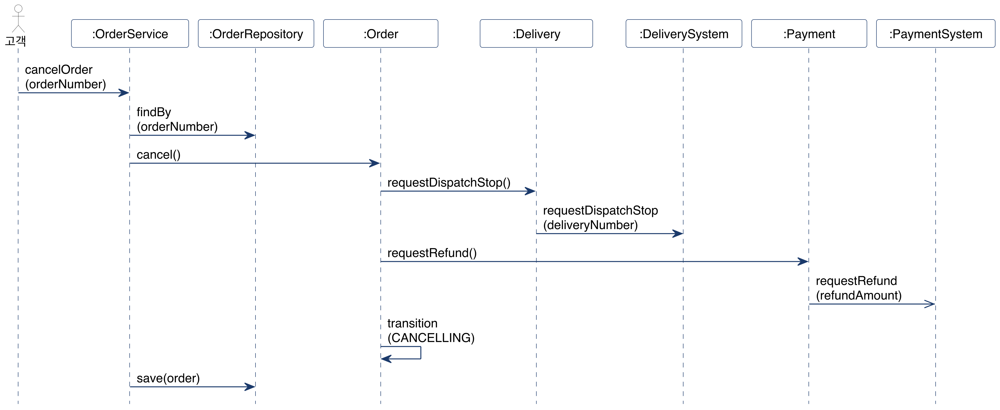 고객
:OrderService
:OrderRepository
:Order
:Delivery
:DeliverySystem
:Payment
:PaymentSystem
cancelOrder
(orderNumber)
findBy
(orderNumber)
cancel()
requestDispatchStop()
requestDispatchStop
(deliveryNumber)
requestRefund()
requestRefund
(refundAmount)
transition
(CANCELLING)
save(order)